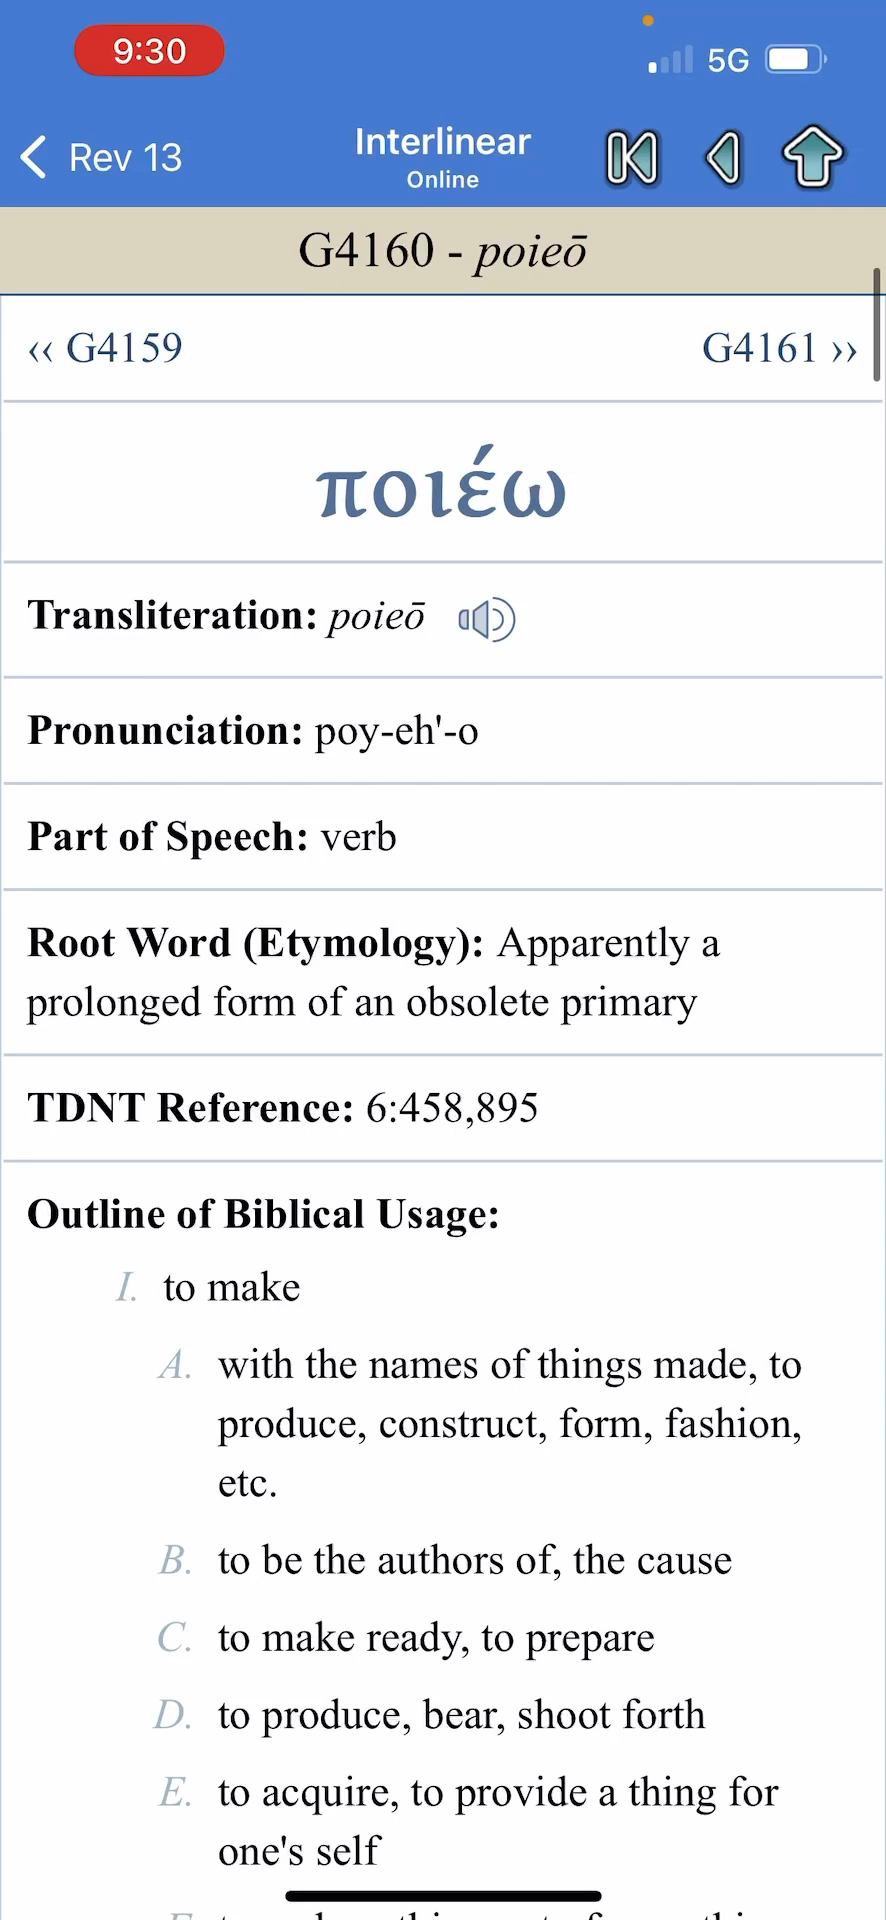 9:30
5G
Rev 13
Interlinear
Online
G4160 - poieō
‹‹ G4159
G4161 ››
ποιέω
Transliteration: poieō
Pronunciation: poy-eh'-o
Part of Speech: verb
Root Word (Etymology): Apparently a
prolonged form of an obsolete primary
TDNT Reference: 6:458,895
Outline of Biblical Usage:
I. to make
A. with the names of things made, to
produce, construct, form, fashion,
etc.
B. to be the authors of, the cause
C. to make ready, to prepare
D. to produce, bear, shoot forth
E. to acquire, to provide a thing for
one's self